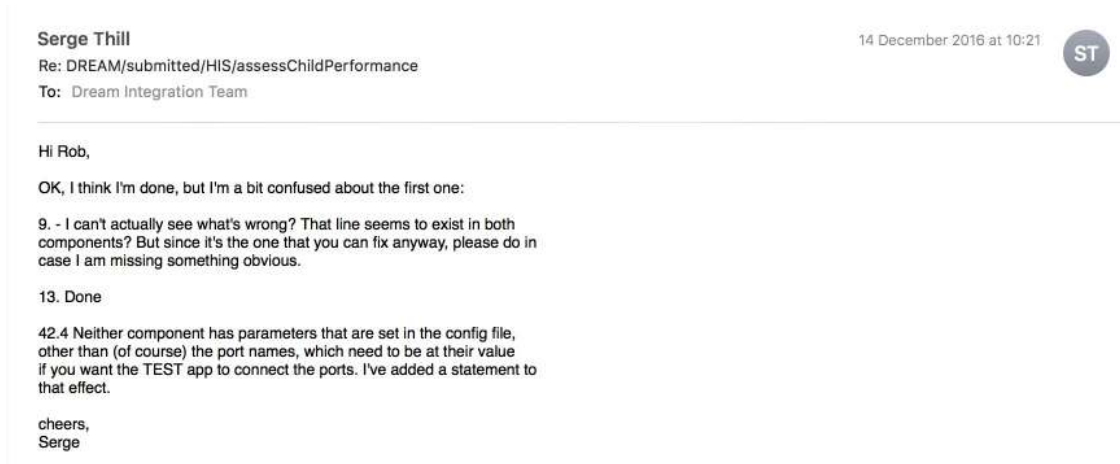 Serge Thill
14 December 2016 at 10:21
ST
Re: DREAM/submitted/HIS/assessChildPerformance
To: Dream Integration Team
Hi Rob,
OK, I think I'm done, but I'm a bit confused about the first one:
9. - I can't actually see what's wrong? That line seems to exist in both
components? But since it's the one that you can fix anyway, please do in
case I am missing something obvious.
13. Done
42.4 Neither component has parameters that are set in the config file,
other than (of course) the port names, which need to be at their value
if you want the TEST app to connect the ports. I've added a statement to
that effect.
cheers,
Serge